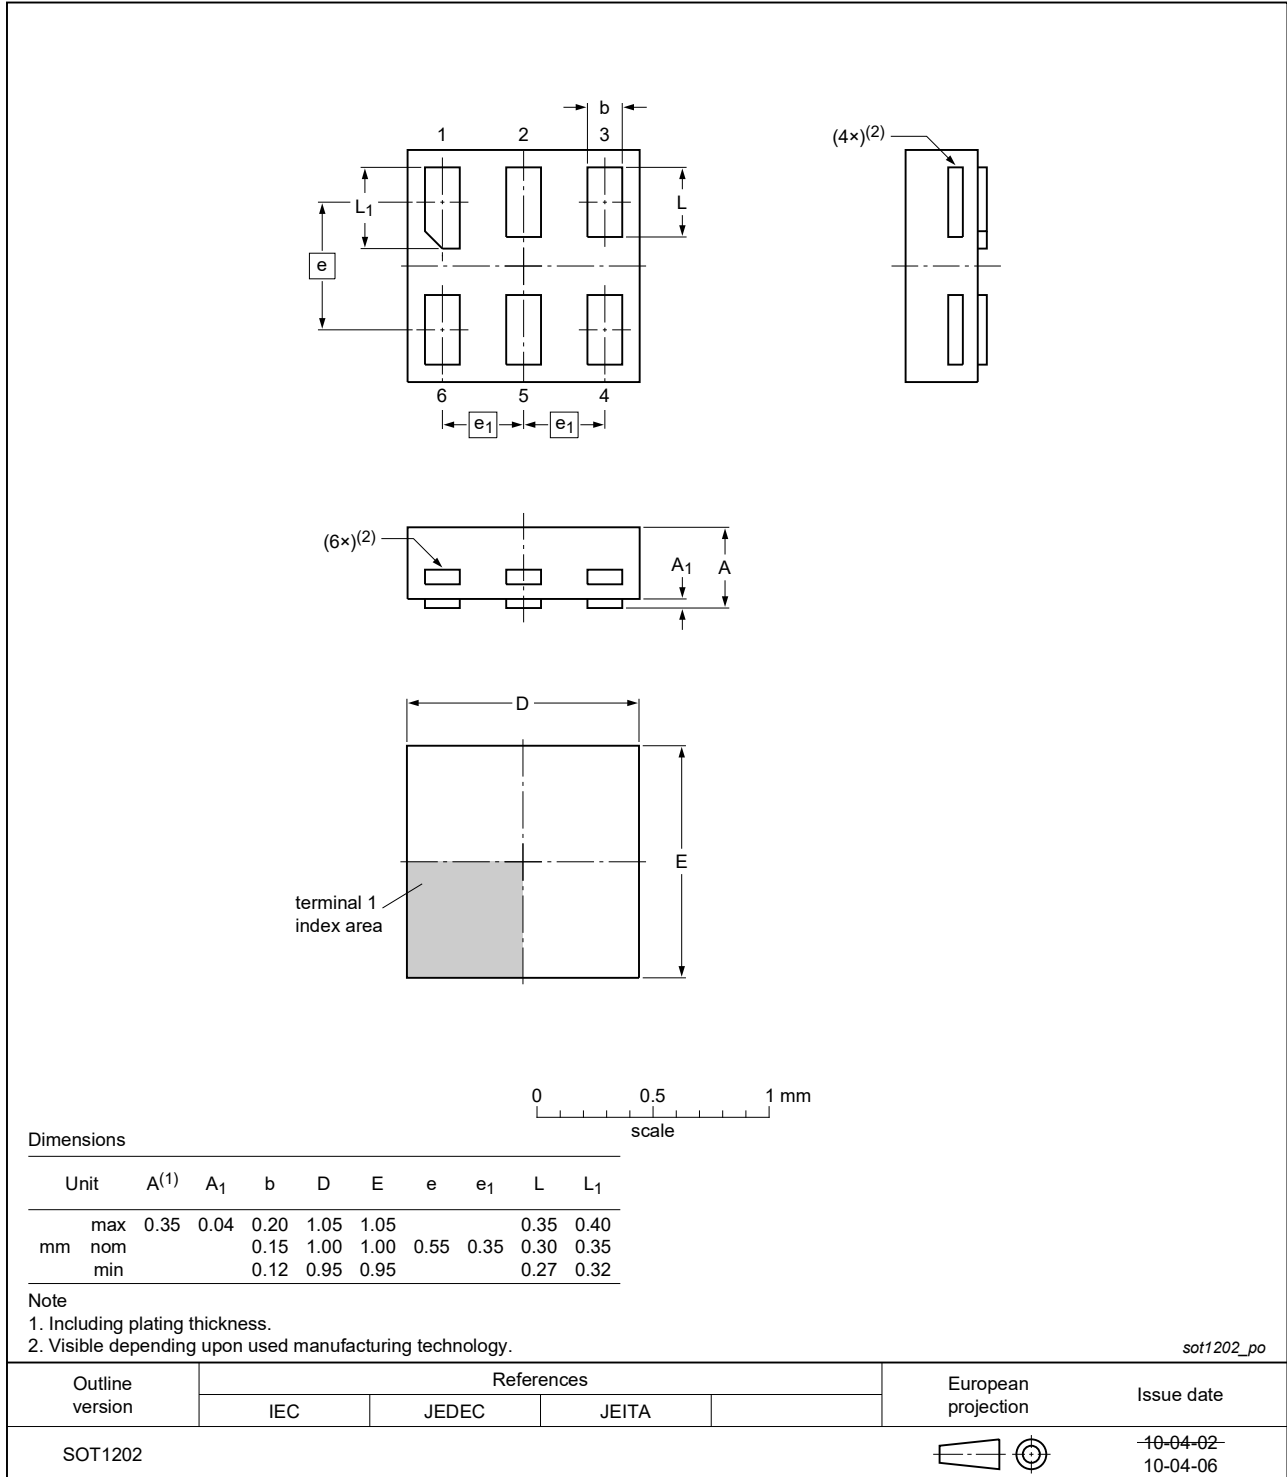 b
1 2 3
(4×)(2)
L1
L
e
6 5 4
e1 e1
(6×)(2)
A1 A
D
E
terminal 1
index area
0 0.5 1 mm
scale
Dimensions
Unit A(1) A1 b D E e e1 L L1
max 0.35 0.04 0.20 1.05 1.05 0.35 0.40
mm nom 0.15 1.00 1.00 0.55 0.35 0.30 0.35
min 0.12 0.95 0.95 0.27 0.32
Note
1. Including plating thickness.
2. Visible depending upon used manufacturing technology.
sot1202_po
Outline version
References
European projection
Issue date
IEC JEDEC JEITA
SOT1202
10-04-02
10-04-06